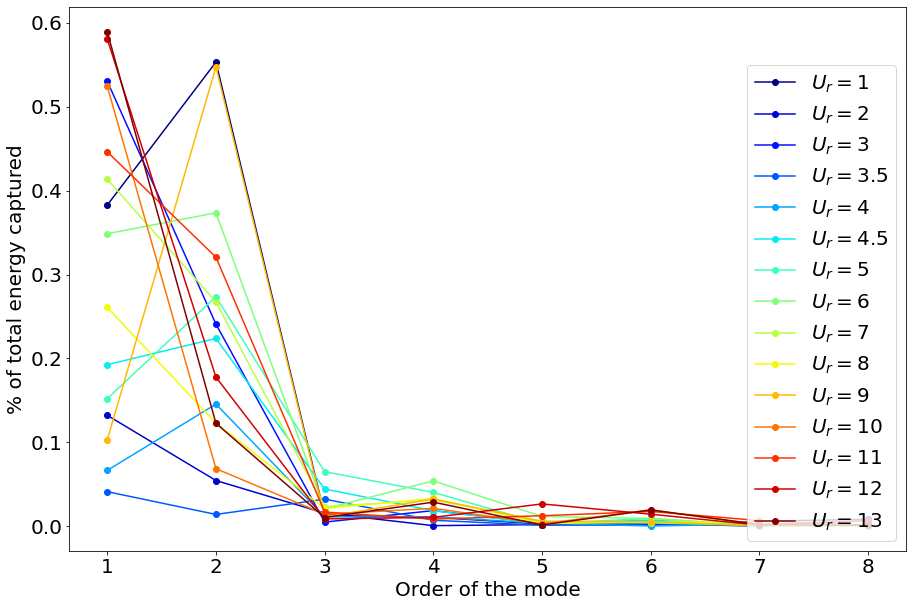 % of total energy captured
0.6
0.5
0.4
0.3
0.2
0.1
0.0
1 2 3 4 5 6 7 8
Order of the mode
U_r = 1
U_r = 2
U_r = 3
U_r = 3.5
U_r = 4
U_r = 4.5
U_r = 5
U_r = 6
U_r = 7
U_r = 8
U_r = 9
U_r = 10
U_r = 11
U_r = 12
U_r = 13